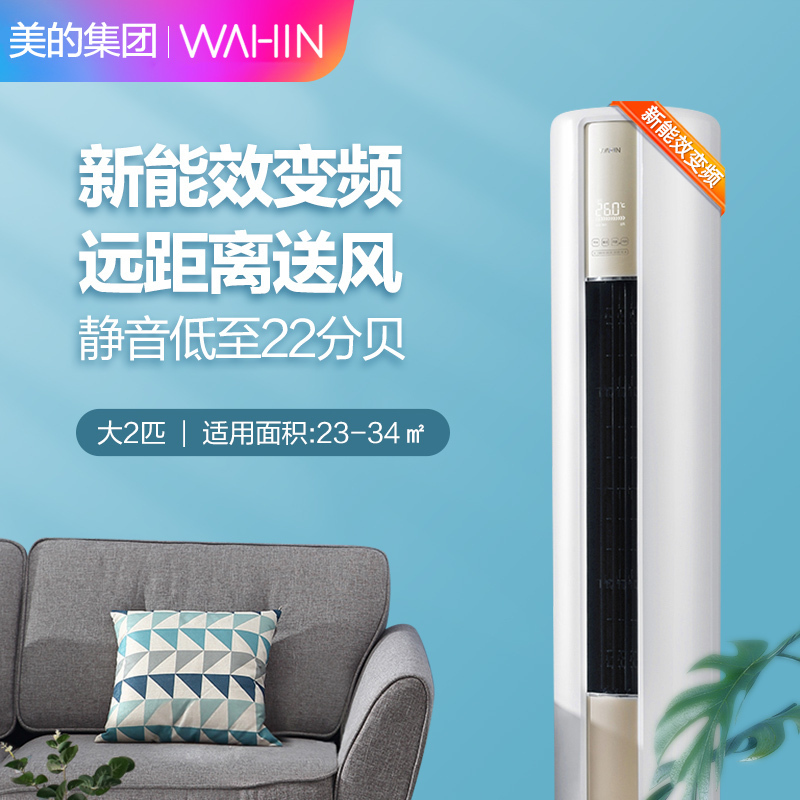 美的集团 | WAHIN
新能效变频
远距离送风
静音低至22分贝
大2匹 | 适用面积:23-34㎡
新能效变频
WAHIN
26.0℃